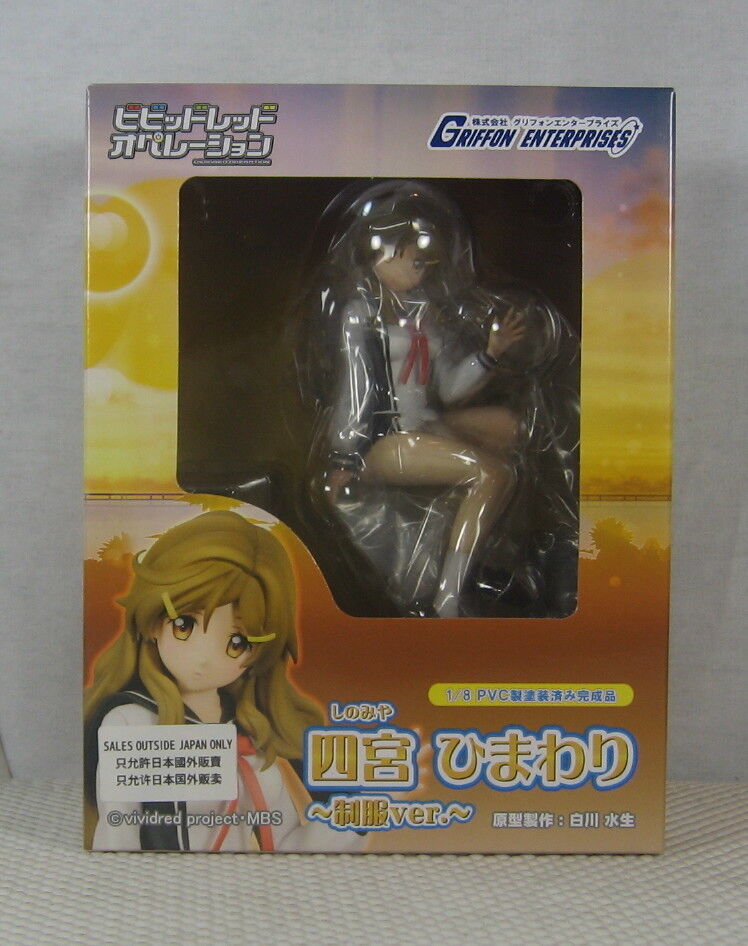 ビビッドレッド
オペレーション
株式会社 グリフォンエンタープライズ
GRIFFON ENTERPRISES
1/8 PVC製塗装済み完成品
しのみや
四宮 ひまわり
~制服ver.~
原型製作:白川 水生
SALES OUTSIDE JAPAN ONLY
只允許日本國外販賣
只允许日本国外贩卖
©vividred project・MBS